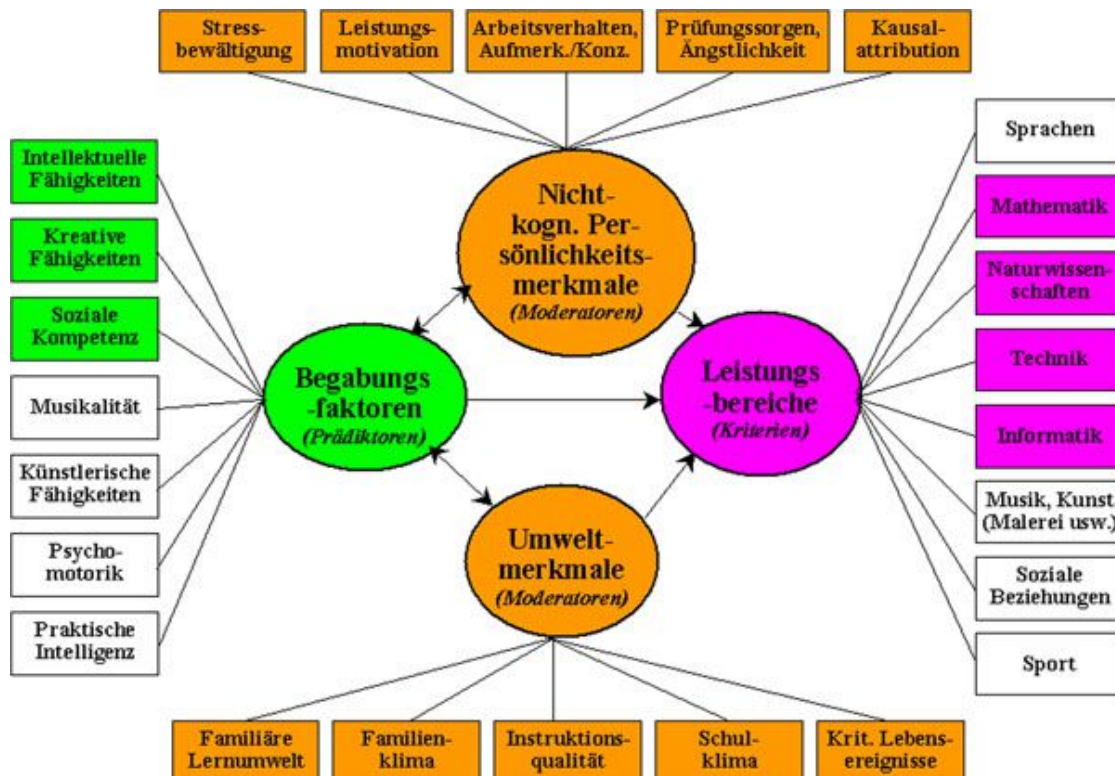 Stress-
bewältigung
Leistungs-
motivation
Arbeitsverhalten,
Aufmerk./Konz.
Prüfungssorgen,
Ängstlichkeit
Kausal-
attribution
Intellektuelle
Fähigkeiten
Kreative
Fähigkeiten
Soziale
Kompetenz
Musikalität
Künstlerische
Fähigkeiten
Psycho-
motorik
Praktische
Intelligenz
Nicht-
kogn. Per-
sönlichkeits-
merkmale
(Moderatoren)
Begabungs
-faktoren
(Prädiktoren)
Leistungs
-bereiche
(Kriterien)
Umwelt-
merkmale
(Moderatoren)
Sprachen
Mathematik
Naturwissen-
schaften
Technik
Informatik
Musik, Kunst
(Malerei usw.)
Soziale
Beziehungen
Sport
Familiäre
Lernumwelt
Familien-
klima
Instruktions-
qualität
Schul-
klima
Krit. Lebens-
ereignisse